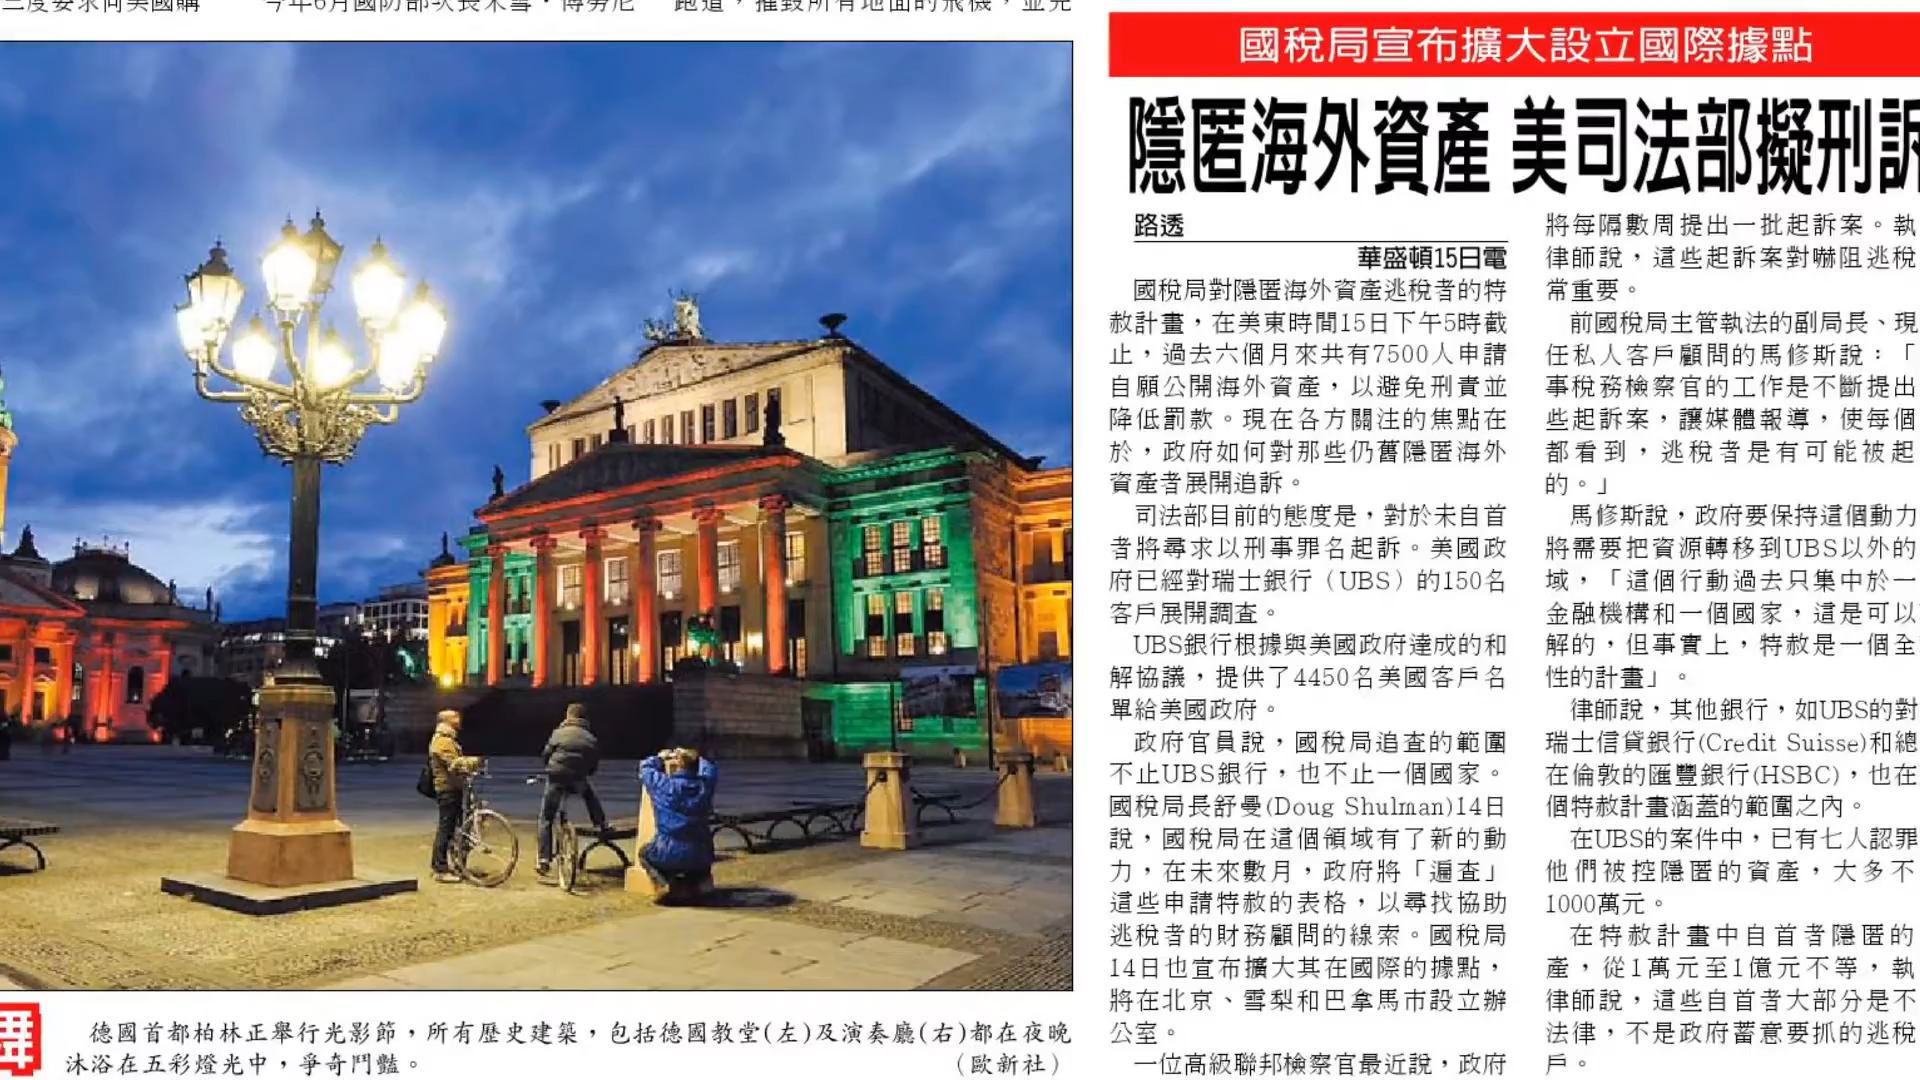 國稅局宣布擴大設立國際據點
隱匿海外資產 美司法部擬刑訴
路透
華盛頓15日電
國稅局對隱匿海外資產逃稅者的特
赦計畫，在美東時間15日下午5時截
止，過去六個月來共有7500人申請
自願公開海外資產，以避免刑責並
降低罰款。現在各方關注的焦點在
於，政府如何對那些仍舊隱匿海外
資產者展開追訴。
司法部目前的態度是，對於未自首
者將尋求以刑事罪名起訴。美國政
府已經對瑞士銀行（UBS）的150名
客戶展開調查。
UBS銀行根據與美國政府達成的和
解協議，提供了4450名美國客戶名
單給美國政府。
政府官員說，國稅局追查的範圍
不止UBS銀行，也不止一個國家。
國稅局長舒曼(Doug Shulman)14日
說，國稅局在這個領域有了新的動
力，在未來數月，政府將「遍查」
這些申請特赦的表格，以尋找協助
逃稅者的財務顧問的線索。國稅局
14日也宣布擴大其在國際的據點，
將在北京、雪梨和巴拿馬市設立辦
公室。
一位高級聯邦檢察官最近說，政府
將每隔數周提出一批起訴案。執
律師說，這些起訴案對嚇阻逃稅
常重要。
前國稅局主管執法的副局長、現
任私人客戶顧問的馬修斯說：「
事稅務檢察官的工作是不斷提出
些起訴案，讓媒體報導，使每個
都看到，逃稅者是有可能被起
的。」
馬修斯說，政府要保持這個動力
將需要把資源轉移到UBS以外的
域，「這個行動過去只集中於一
金融機構和一個國家，這是可以
解的，但事實上，特赦是一個全
性的計畫」。
律師說，其他銀行，如UBS的對
瑞士信貸銀行(Credit Suisse)和總
在倫敦的匯豐銀行(HSBC)，也在
個特赦計畫涵蓋的範圍之內。
在UBS的案件中，已有七人認罪
他們被控隱匿的資產，大多不
1000萬元。
在特赦計畫中自首者隱匿的
產，從1萬元至1億元不等，執
律師說，這些自首者大部分是不
法律，不是政府蓄意要抓的逃稅
戶。
德國首都柏林正舉行光影節，所有歷史建築，包括德國教堂(左)及演奏廳(右)都在夜晚
沐浴在五彩燈光中，爭奇鬥豔。
（歐新社）